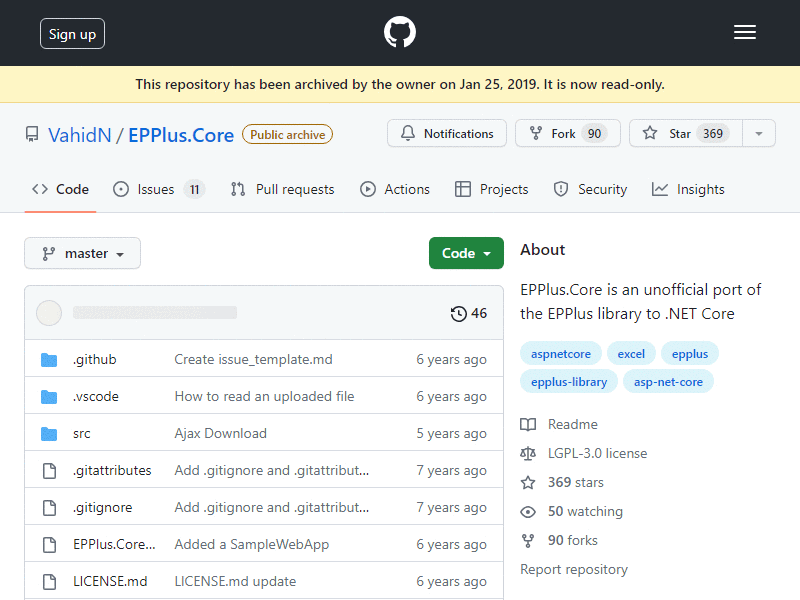 Sign up
This repository has been archived by the owner on Jan 25, 2019. It is now read-only.
VahidN / EPPlus.Core Public archive
Notifications Fork 90 Star 369
Code Issues 11 Pull requests Actions Projects Security Insights
master Code
46
.github Create issue_template.md 6 years ago
.vscode How to read an uploaded file 6 years ago
src Ajax Download 5 years ago
.gitattributes Add .gitignore and .gitattribut... 7 years ago
.gitignore Add .gitignore and .gitattribut... 7 years ago
EPPlus.Core... Added a SampleWebApp 6 years ago
LICENSE.md LICENSE.md update 6 years ago
About
EPPlus.Core is an unofficial port of
the EPPlus library to .NET Core
aspnetcore excel epplus
epplus-library asp-net-core
Readme
LGPL-3.0 license
369 stars
50 watching
90 forks
Report repository